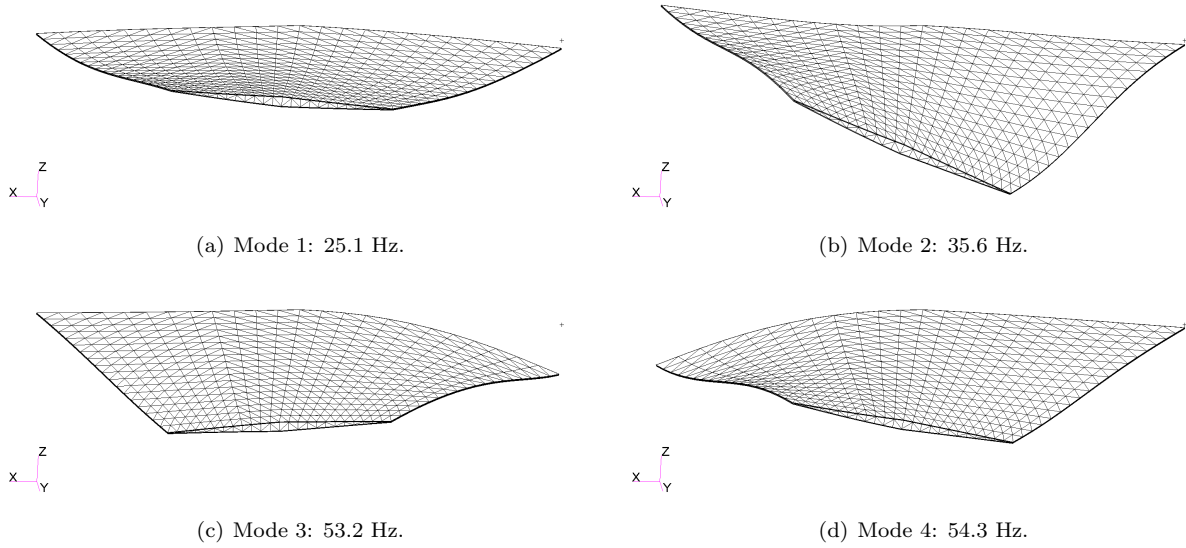 Z
X
Y
(a) Mode 1: 25.1 Hz.
Z
X
Y
(b) Mode 2: 35.6 Hz.
Z
X
Y
(c) Mode 3: 53.2 Hz.
Z
X
Y
(d) Mode 4: 54.3 Hz.